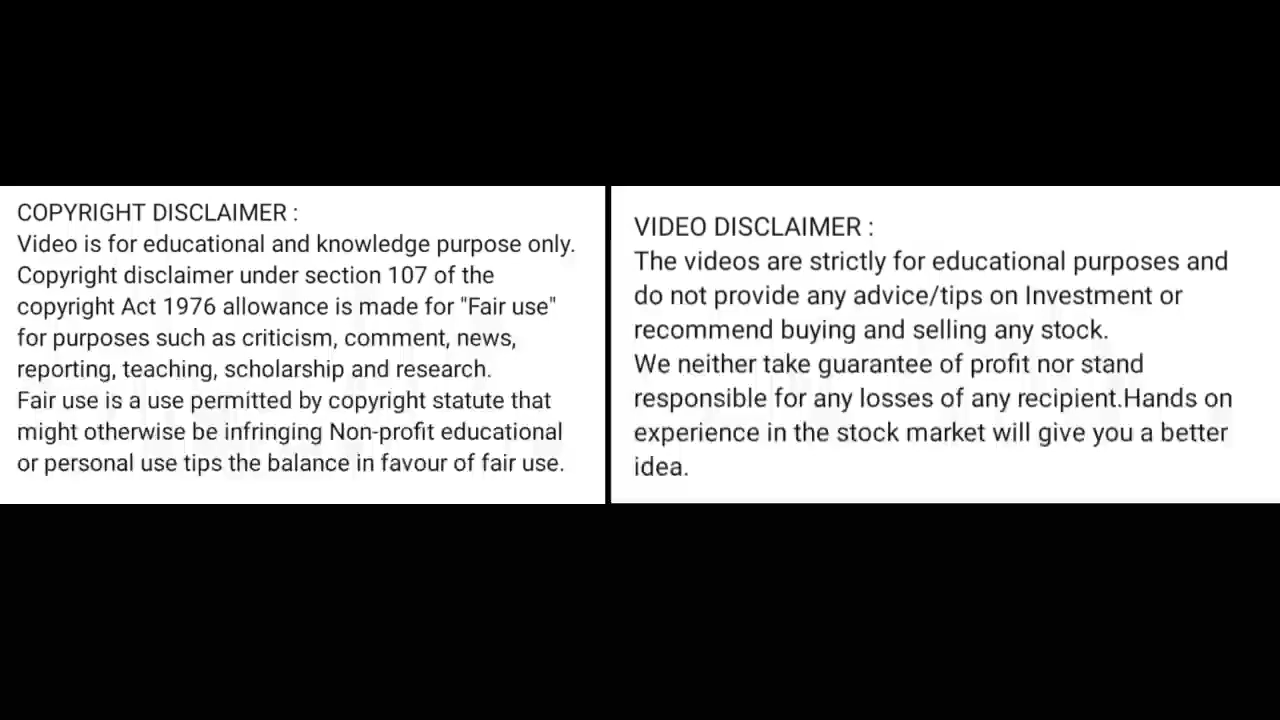 COPYRIGHT DISCLAIMER :
Video is for educational and knowledge purpose only.
Copyright disclaimer under section 107 of the
copyright Act 1976 allowance is made for "Fair use"
for purposes such as criticism, comment, news,
reporting, teaching, scholarship and research.
Fair use is a use permitted by copyright statute that
might otherwise be infringing Non-profit educational
or personal use tips the balance in favour of fair use.
VIDEO DISCLAIMER :
The videos are strictly for educational purposes and
do not provide any advice/tips on Investment or
recommend buying and selling any stock.
We neither take guarantee of profit nor stand
responsible for any losses of any recipient.Hands on
experience in the stock market will give you a better
idea.